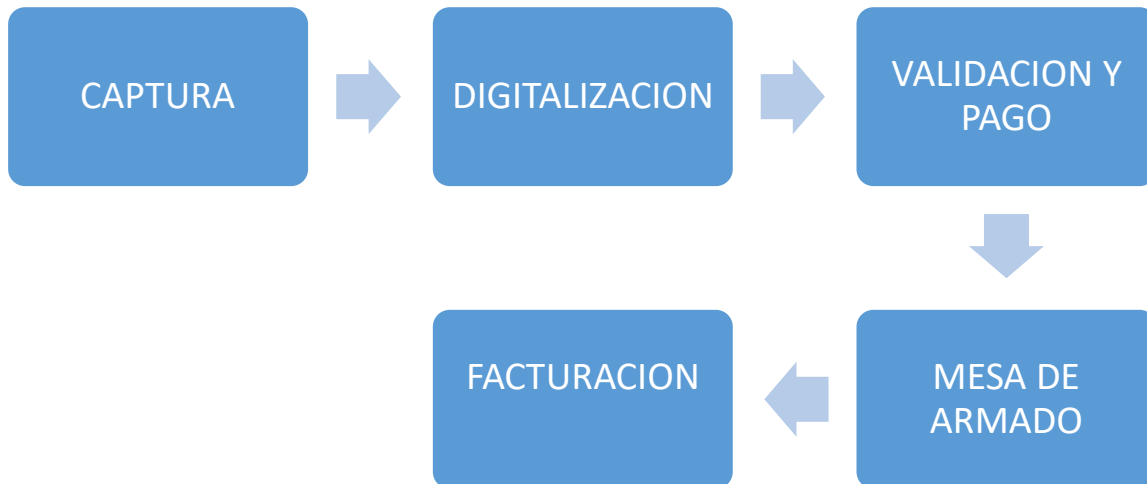 CAPTURA
DIGITALIZACION
VALIDACION Y
PAGO
MESA DE
ARMADO
FACTURACION